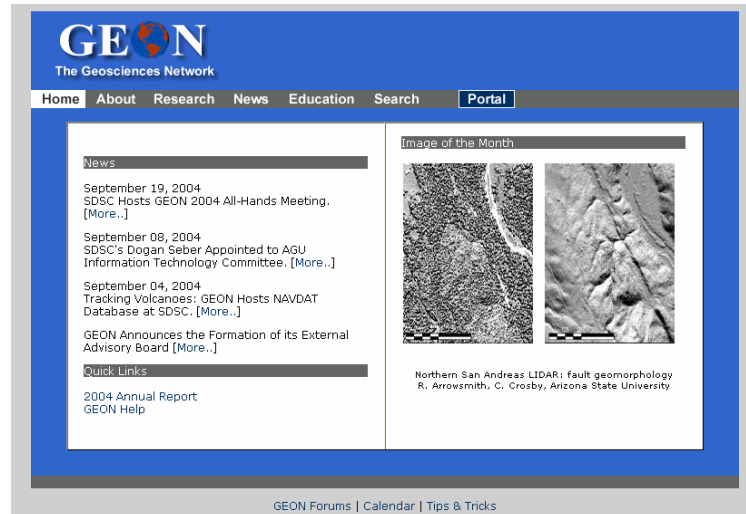 GEON
The Geosciences Network
Home About Research News Education Search Portal
News
September 19, 2004
SDSC Hosts GEON 2004 All-Hands Meeting.
[More..]
September 08, 2004
SDSC's Dogan Seber Appointed to AGU
Information Technology Committee. [More..]
September 04, 2004
Tracking Volcanoes: GEON Hosts NAVDAT
Database at SDSC. [More..]
GEON Announces the Formation of its External
Advisory Board [More..]
Quick Links
2004 Annual Report
GEON Help
Image of the Month
Northern San Andreas LIDAR: fault geomorphology
R. Arrowsmith, C. Crosby, Arizona State University
GEON Forums | Calendar | Tips & Tricks